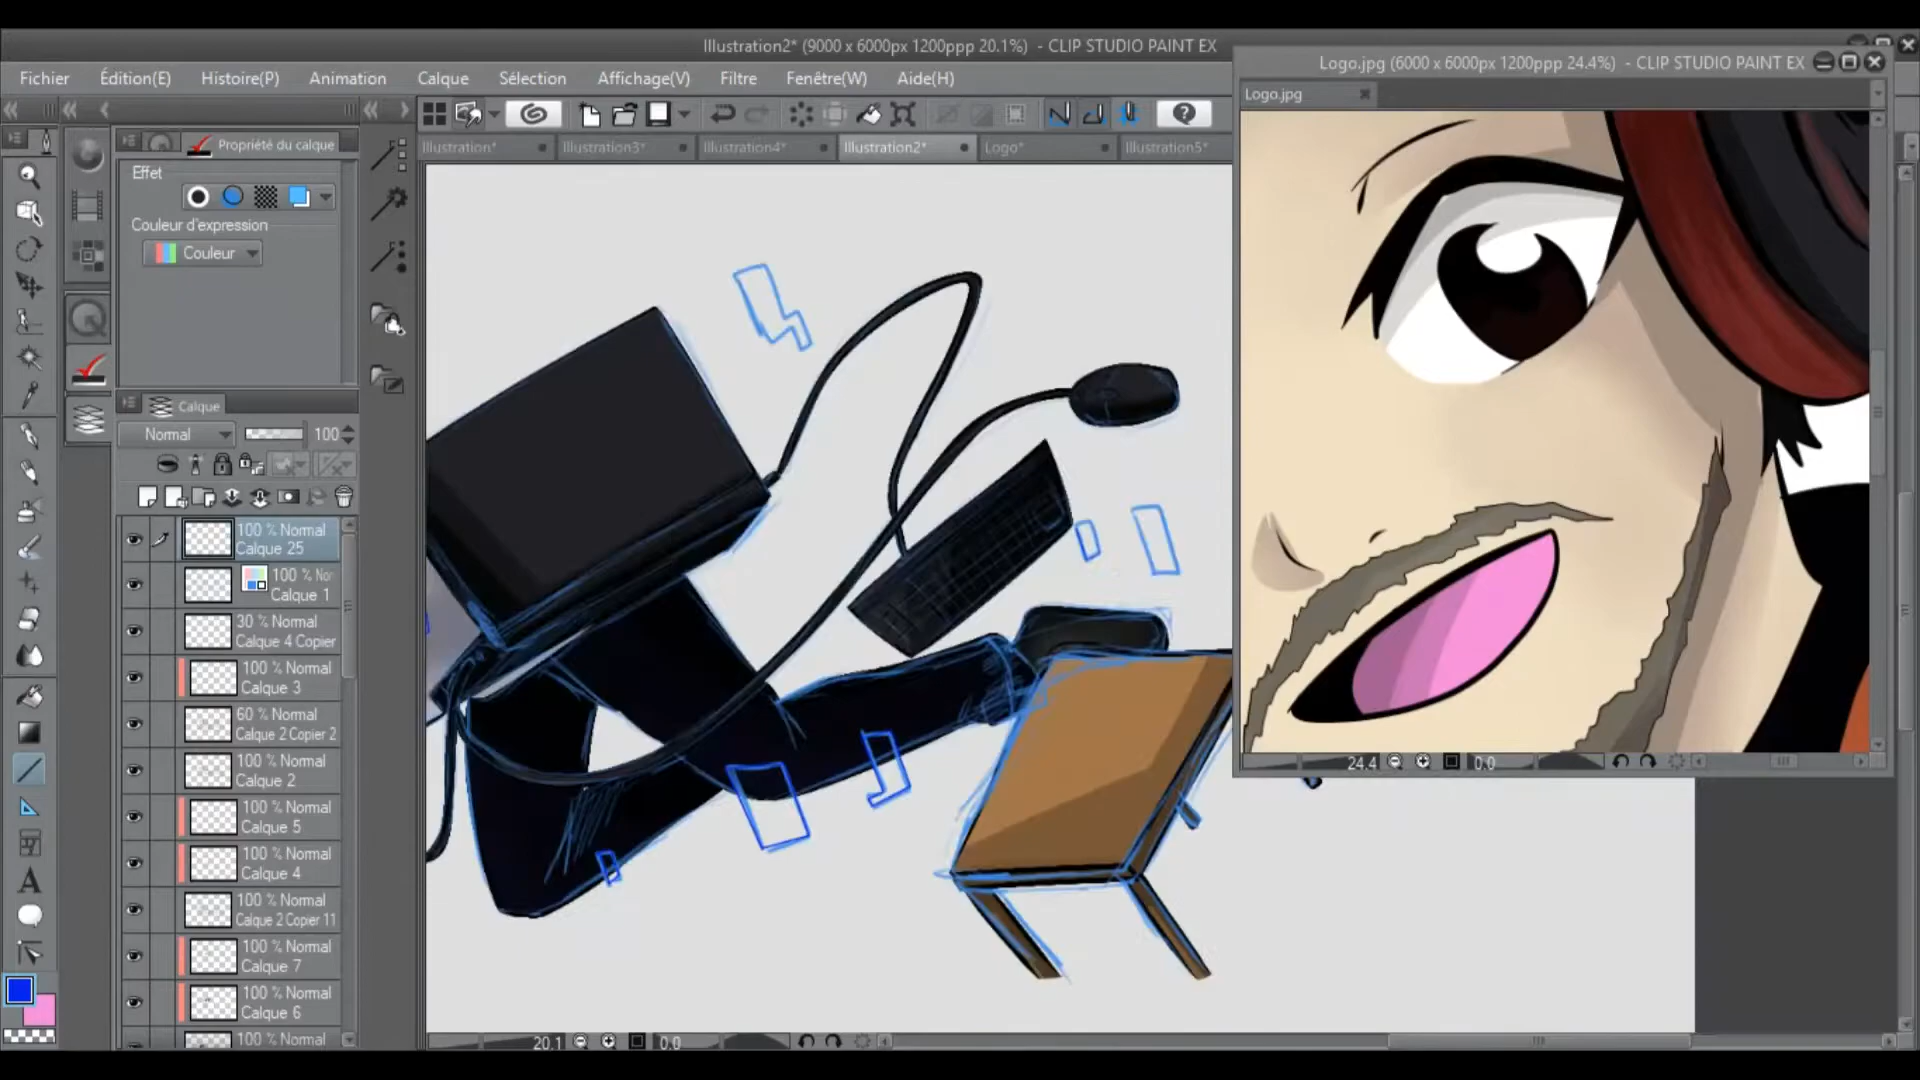 Illustration2* (9000 x 6000px 1200ppp 20.1%) - CLIP STUDIO PAINT EX
Logo.jpg (6000 x 6000px 1200ppp 24.4%) - CLIP STUDIO PAINT EX
Fichier Édition(E) Histoire(P) Animation Calque Sélection Affichage(V) Filtre Fenêtre(W) Aide(H)
Logo.jpg
Illustration* Illustration3* Illustration4* Illustration2* Logo* Illustration5*
Propriété du calque
Effet
Couleur d'expression
Couleur
Calque
Normal 100
100 % Normal
Calque 25
100 % Nor
Calque 1
30 % Normal
Calque 4 Copier
100 % Normal
Calque 3
60 % Normal
Calque 2 Copier 2
100 % Normal
Calque 2
100 % Normal
Calque 5
100 % Normal
Calque 4
100 % Normal
Calque 2 Copier 11
100 % Normal
Calque 7
100 % Normal
Calque 6
100 % Normal
24.4 0.0
20.1 0.0